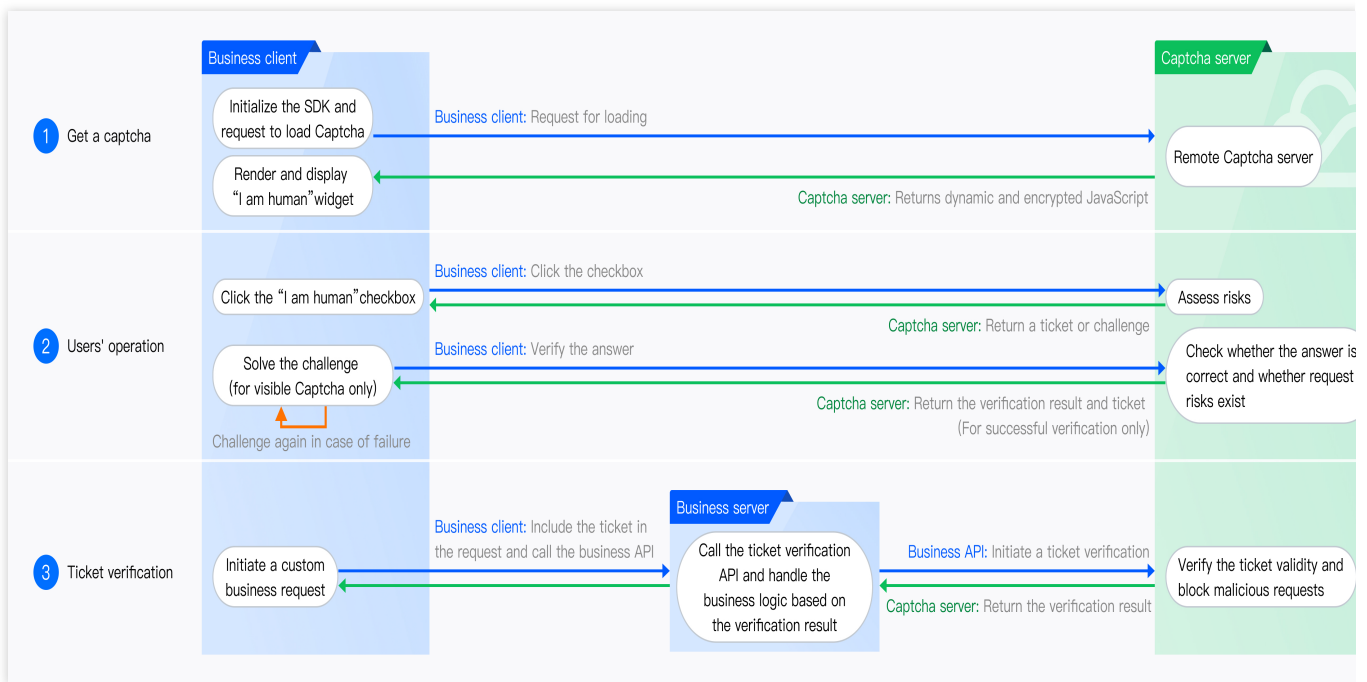 Business client
Captcha server
1 Get a captcha
Initialize the SDK and
request to load Captcha
Business client: Request for loading
Remote Captcha server
Render and display
“I am human”widget
Captcha server: Returns dynamic and encrypted JavaScript
2 Users' operation
Click the “I am human”checkbox
Business client: Click the checkbox
Assess risks
Captcha server: Return a ticket or challenge
Solve the challenge
(for visible Captcha only)
Business client: Verify the answer
Check whether the answer is
correct and whether request
risks exist
Captcha server: Return the verification result and ticket
(For successful verification only)
Challenge again in case of failure
3 Ticket verification
Initiate a custom
business request
Business client: Include the ticket in
the request and call the business API
Business server
Call the ticket verification
API and handle the
business logic based on
the verification result
Business API: Initiate a ticket verification
Captcha server: Return the verification result
Verify the ticket validity and
block malicious requests